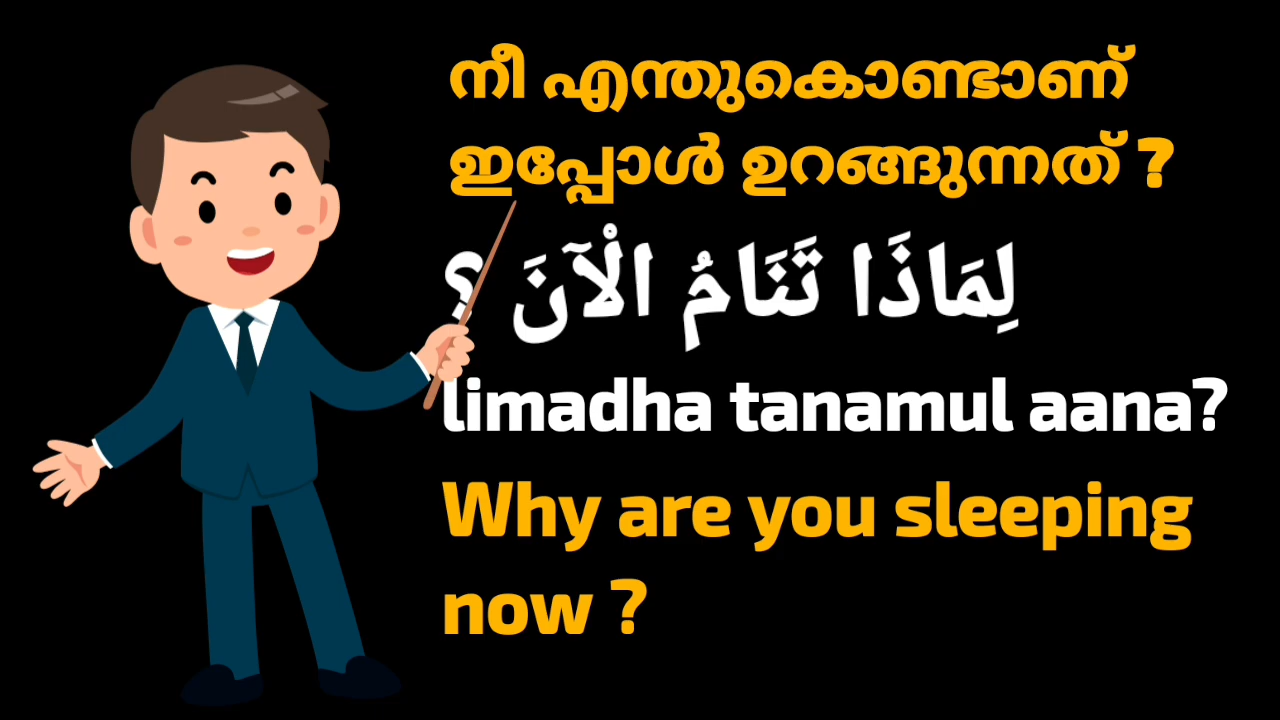 നീ എന്തുകൊണ്ടാണ്
ഇപ്പോൾ ഉറങ്ങുന്നത് ?
لِمَاذَا تَنَامُ الْآنَ ؟
limadha tanamul aana?
Why are you sleeping
now ?